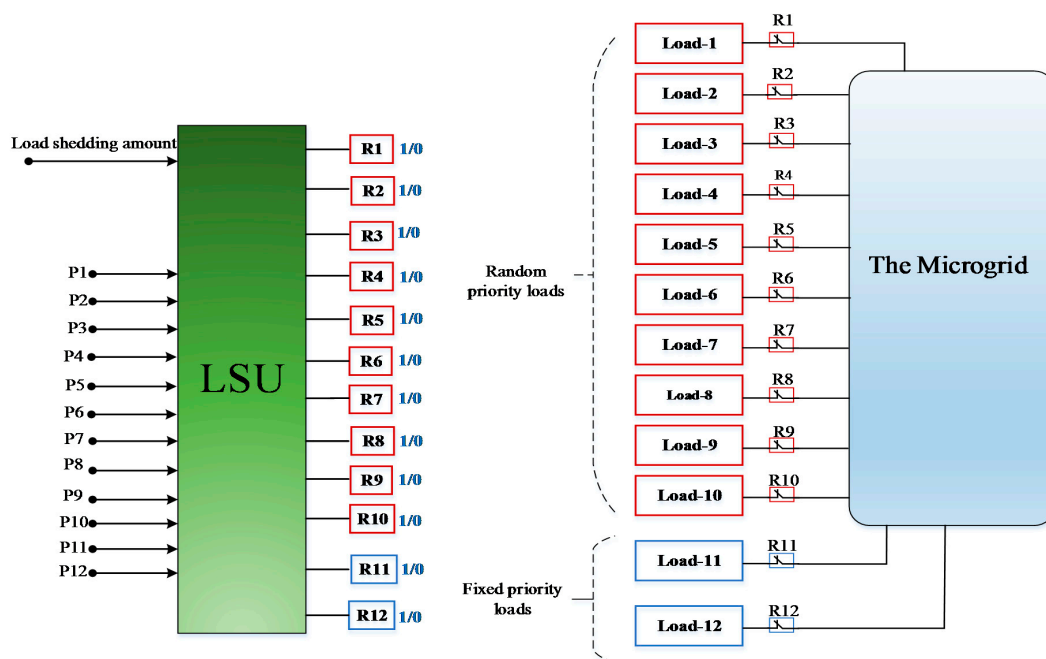 Load shedding amount
P1
P2
P3
P4
P5
P6
P7
P8
P9
P10
P11
P12
LSU
R1 1/0
R2 1/0
R3 1/0
R4 1/0
R5 1/0
R6 1/0
R7 1/0
R8 1/0
R9 1/0
R10 1/0
R11 1/0
R12 1/0
Random
priority loads
Fixed priority
loads
Load-1 R1
Load-2 R2
Load-3 R3
Load-4 R4
Load-5 R5
Load-6 R6
Load-7 R7
Load-8 R8
Load-9 R9
Load-10 R10
Load-11 R11
Load-12 R12
The Microgrid